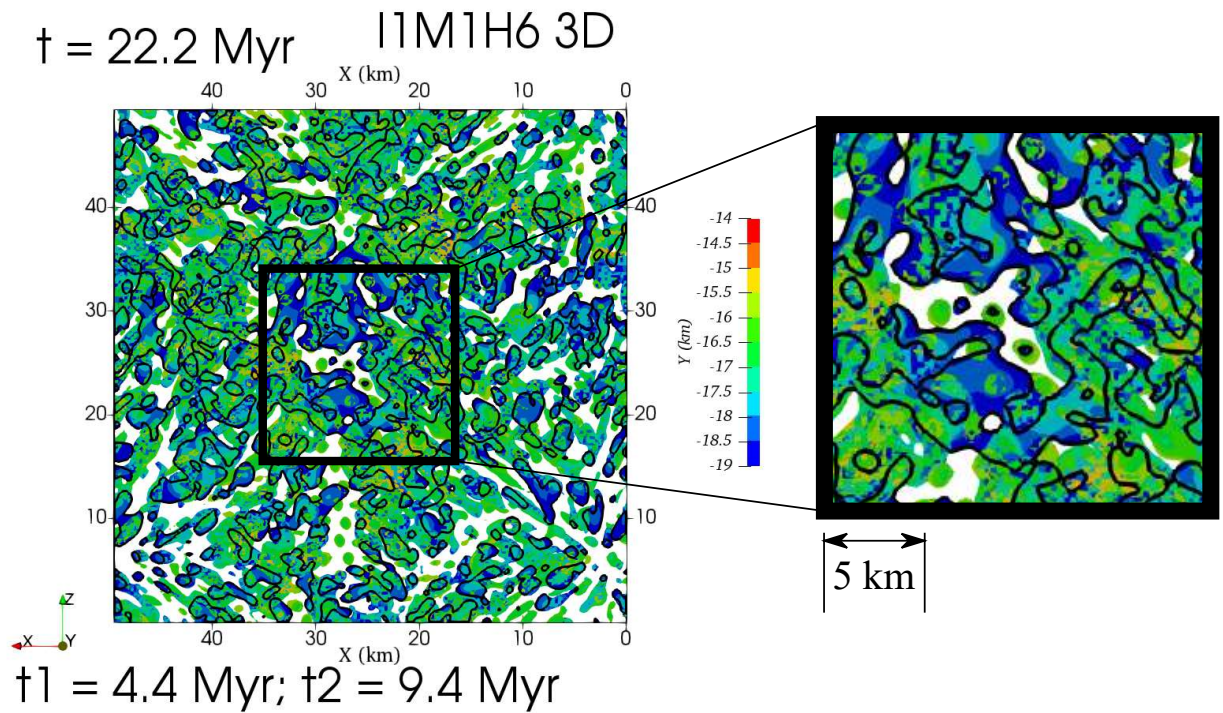 t = 22.2 Myr
I1M1H6 3D
X (km)
40 30 20 10 0
40
30
20
10
40
30
20
10
40 30 20 10 0
X (km)
Z
X
Y
t1 = 4.4 Myr; t2 = 9.4 Myr
Y (km)
-14
-14.5
-15
-15.5
-16
-16.5
-17
-17.5
-18
-18.5
-19
5 km